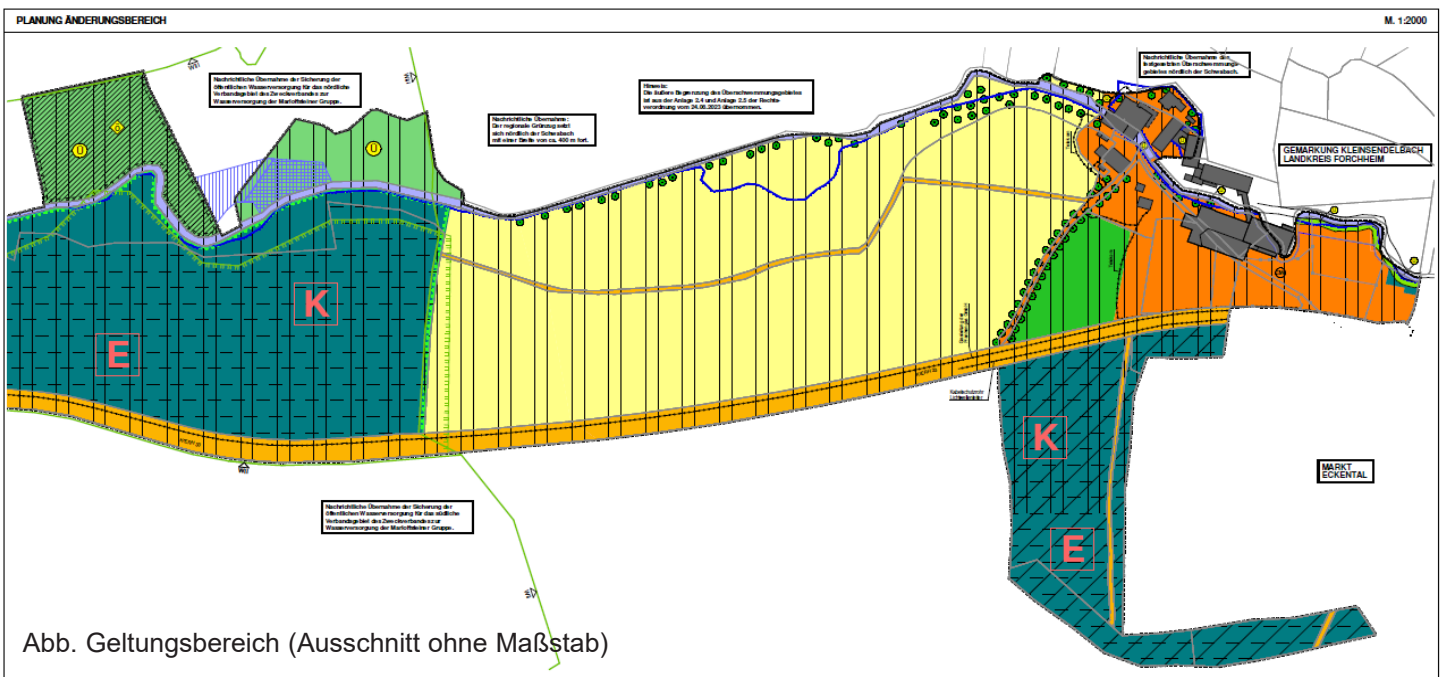 PLANUNG ÄNDERUNGSBEREICH
M. 1:2000
Nachrichtliche Übernahme der Sicherung der
öffentlichen Wasserversorgung für das nördliche
Verbandsgebiet des Zweckverbandes zur
Wasserversorgung der Marloffsteiner Gruppe.
Nachrichtliche Übernahme:
Der regionale Grünzug setzt
sich nördlich der Schwabach
mit einer Breite von ca. 400 m fort.
Hinweis:
Die äußere Begrenzung des Überschwemmungsgebietes
ist aus der Anlage 2.4 und Anlage 2.5 der Rechts-
verordnung vom 24.08.2023 übernommen.
Nachrichtliche Übernahme des
festgesetzten Überschwemmungs-
gebietes nördlich der Schwabach.
GEMARKUNG KLEINSENDELBACH
LANDKREIS FORCHHEIM
Ü
Ü
K
E
K
E
MARKT
ECKENTAL
Nachrichtliche Übernahme der Sicherung der
öffentlichen Wasserversorgung für das südliche
Verbandsgebiet des Zweckverbandes zur
Wasserversorgung der Marloffsteiner Gruppe.
Abb. Geltungsbereich (Ausschnitt ohne Maßstab)